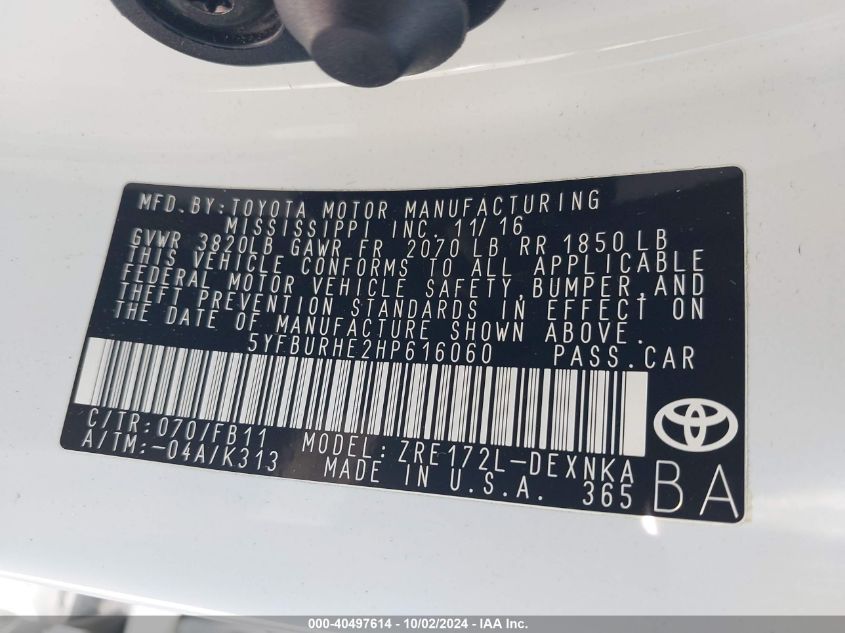 MFD. BY: TOYOTA MOTOR MANUFACTURING
MISSISSIPPI INC. 11/16
GVWR 3820LB GAWR FR 2070 LB RR 1850 LB
THIS VEHICLE CONFORMS TO ALL APPLICABLE
FEDERAL MOTOR VEHICLE SAFETY, BUMPER, AND
THEFT PREVENTION STANDARDS IN EFFECT ON
THE DATE OF MANUFACTURE SHOWN ABOVE.
5YFBURHE2HP616060 PASS. CAR
C/TR: 070/FB11 MODEL: ZRE172L-DEXNKA
A/TM: -04A/K313 MADE IN U.S.A. 365
BA
000-40497614 - 10/02/2024 - IAA Inc.